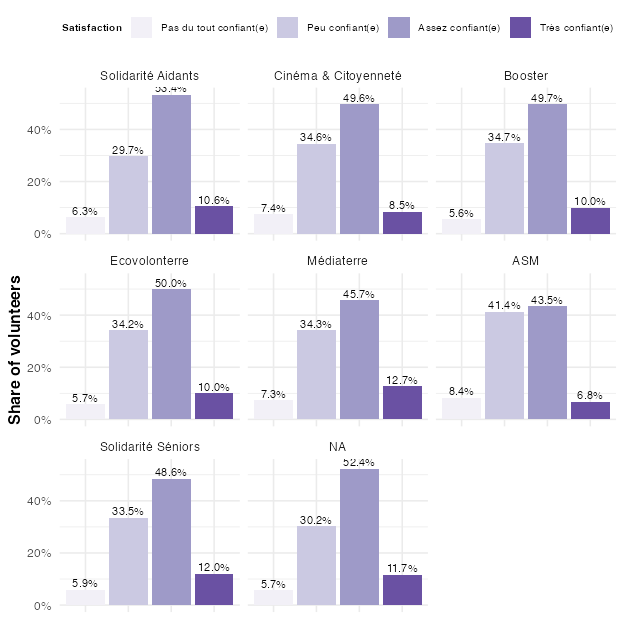 Satisfaction Pas du tout confiant(e) Peu confiant(e) Assez confiant(e) Très confiant(e)
Solidarité Aidants Cinéma & Citoyenneté Booster
53.4% 49.6% 49.7%
40%
29.7% 34.6% 34.7%
20%
6.3% 10.6% 7.4% 8.5% 5.6% 10.0%
0%
Ecovolonterre Médiaterre ASM
50.0% 45.7% 41.4% 43.5%
40%
34.2% 34.3%
20%
5.7% 10.0% 7.3% 12.7% 8.4% 6.8%
0%
Share of volunteers
Solidarité Séniors NA
48.6% 52.4%
40%
33.5% 30.2%
20%
5.9% 12.0% 5.7% 11.7%
0%